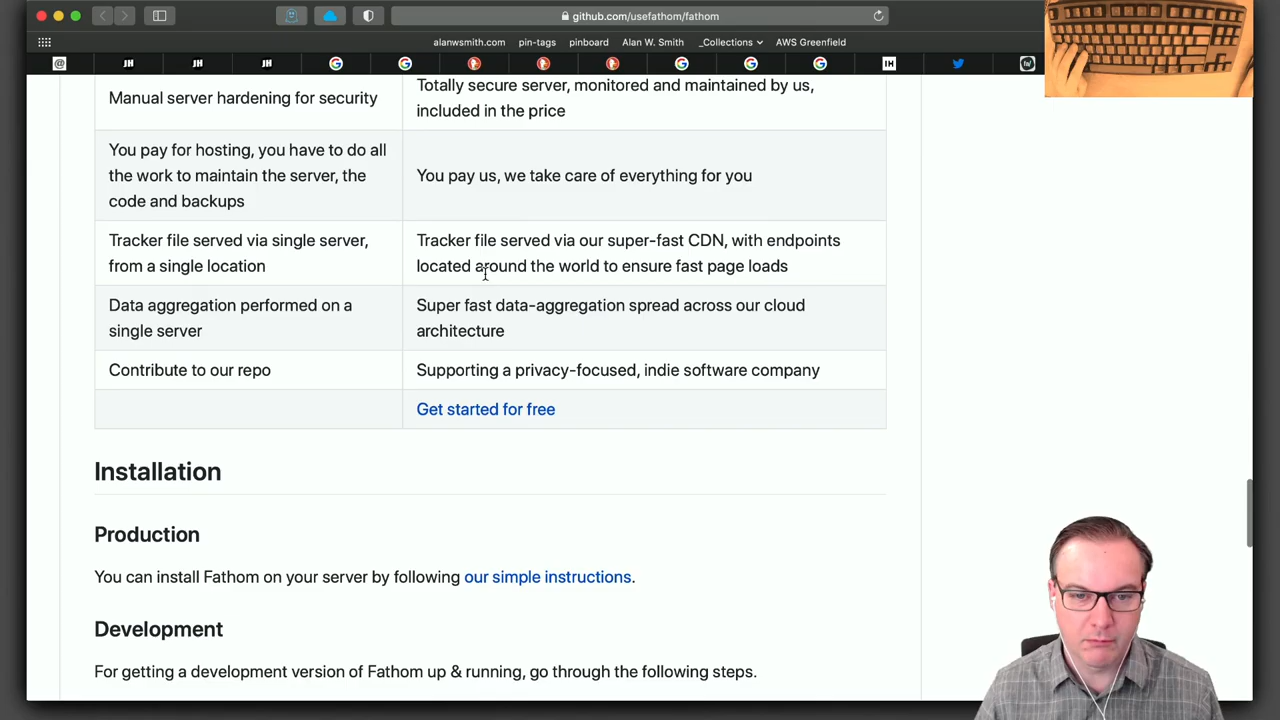 github.com/usefathom/fathom
alanwsmith.com
pin-tags
pinboard
Alan W. Smith
_Collections
AWS Greenfield
@
JH
JH
JH
G
G
G
G
G
IH
fa/
Manual server hardening for security
Totally secure server, monitored and maintained by us,
included in the price
You pay for hosting, you have to do all
the work to maintain the server, the
code and backups
You pay us, we take care of everything for you
Tracker file served via single server,
from a single location
Tracker file served via our super-fast CDN, with endpoints
located around the world to ensure fast page loads
Data aggregation performed on a
single server
Super fast data-aggregation spread across our cloud
architecture
Contribute to our repo
Supporting a privacy-focused, indie software company
Get started for free
Installation
Production
You can install Fathom on your server by following our simple instructions.
Development
For getting a development version of Fathom up & running, go through the following steps.